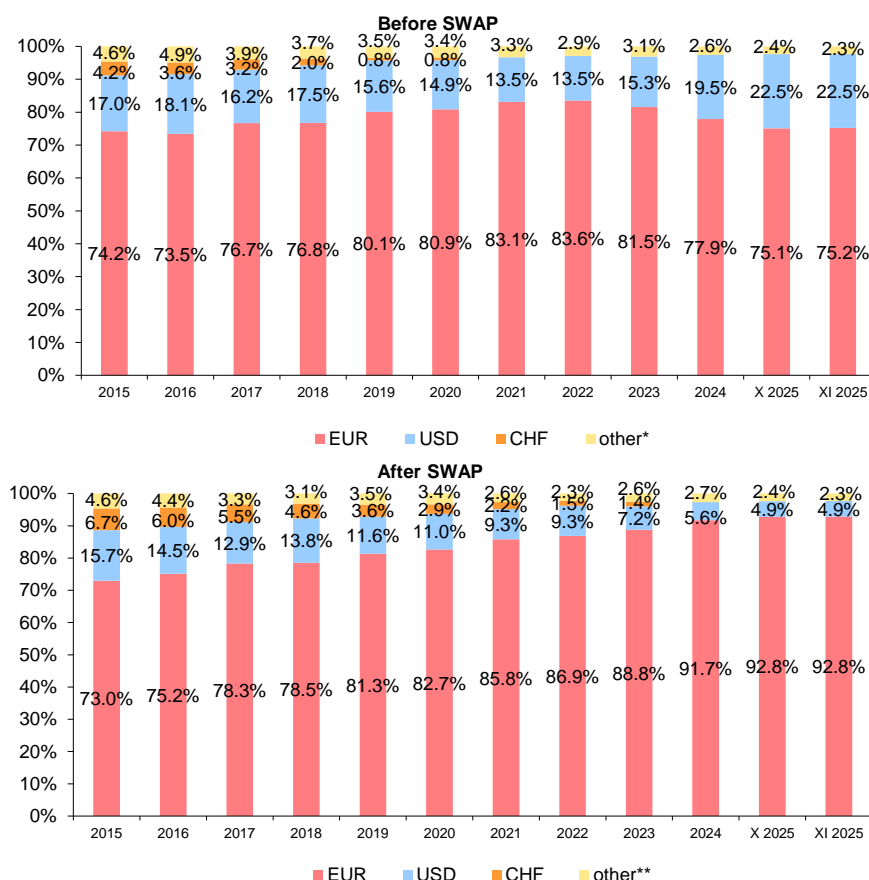 Before SWAP
100%
90%
80%
70%
60%
50%
40%
30%
20%
10%
0%
4.6% 4.9% 3.9% 3.7% 3.5% 3.4% 3.3% 2.9% 3.1% 2.6% 2.4% 2.3%
4.2% 3.6% 3.2% 2.0% 0.8% 0.8%
17.0% 18.1% 16.2% 17.5% 15.6% 14.9% 13.5% 13.5% 15.3% 19.5% 22.5% 22.5%
74.2% 73.5% 76.7% 76.8% 80.1% 80.9% 83.1% 83.6% 81.5% 77.9% 75.1% 75.2%
2015 2016 2017 2018 2019 2020 2021 2022 2023 2024 X 2025 XI 2025
EUR USD CHF other*
After SWAP
100%
90%
80%
70%
60%
50%
40%
30%
20%
10%
0%
4.6% 4.4% 3.3% 3.1% 3.5% 3.4% 2.6% 2.3% 2.6% 2.7% 2.4% 2.3%
6.7% 6.0% 5.5% 4.6% 3.6% 2.9% 2.2% 1.5% 1.4%
15.7% 14.5% 12.9% 13.8% 11.6% 11.0% 9.3% 9.3% 7.2% 5.6% 4.9% 4.9%
73.0% 75.2% 78.3% 78.5% 81.3% 82.7% 85.8% 86.9% 88.8% 91.7% 92.8% 92.8%
2015 2016 2017 2018 2019 2020 2021 2022 2023 2024 X 2025 XI 2025
EUR USD CHF other**